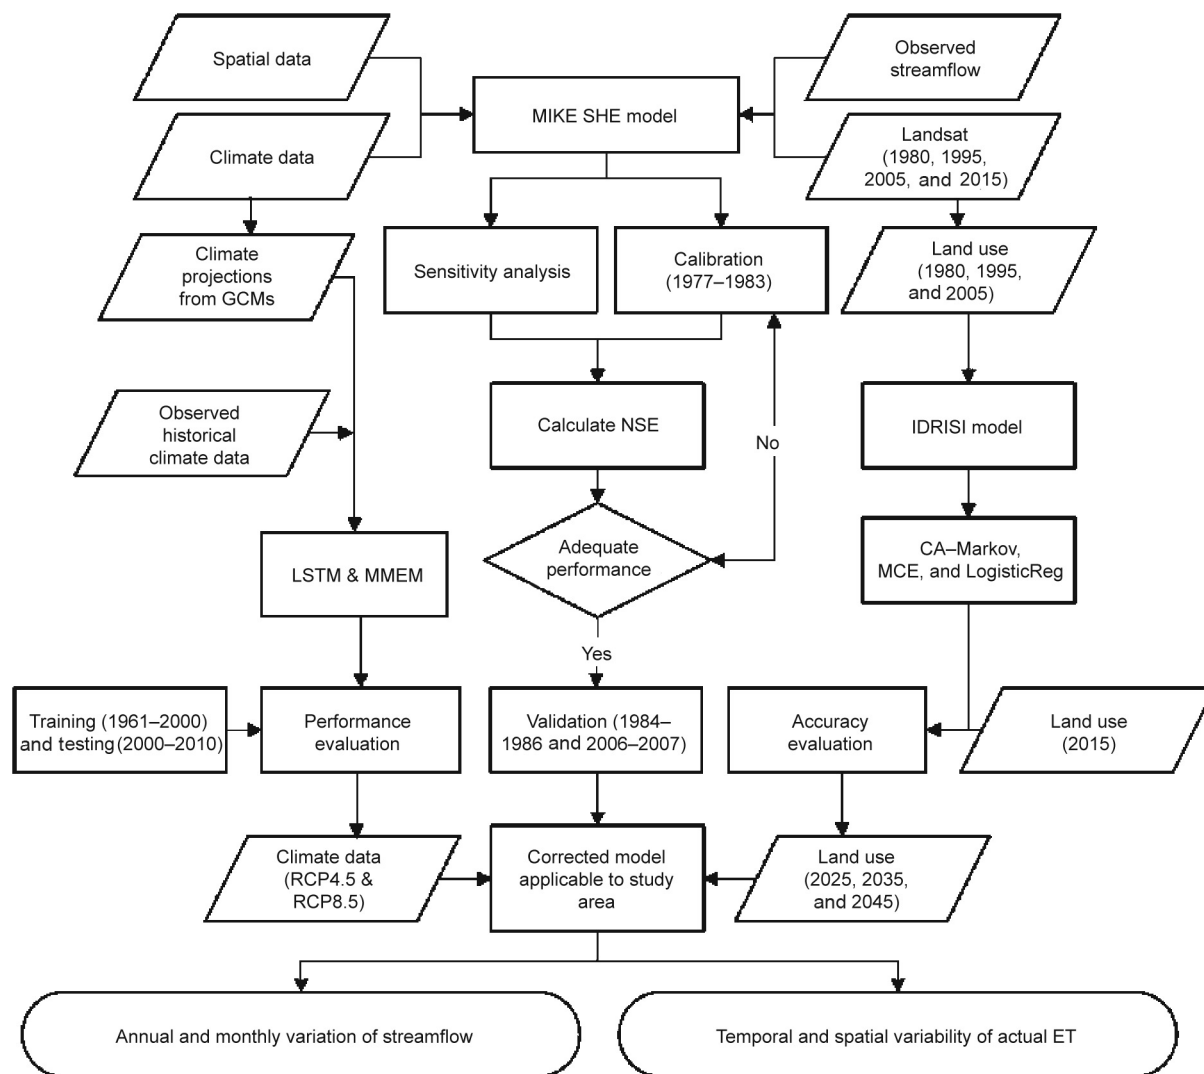 Spatial data
Observed
streamflow
MIKE SHE model
Climate data
Landsat
(1980, 1995,
2005, and 2015)
Climate
projections
from GCMs
Sensitivity analysis
Calibration
(1977–1983)
Land use
(1980, 1995,
and 2005)
Observed
historical
climate data
Calculate NSE
No
IDRISI model
LSTM & MMEM
Adequate
performance
CA–Markov,
MCE, and LogisticReg
Yes
Training (1961–2000)
and testing (2000–2010)
Performance
evaluation
Validation (1984–
1986 and 2006–2007)
Accuracy
evaluation
Land use
(2015)
Climate data
(RCP4.5 &
RCP8.5)
Corrected model
applicable to study
area
Land use
(2025, 2035,
and 2045)
Annual and monthly variation of streamflow
Temporal and spatial variability of actual ET